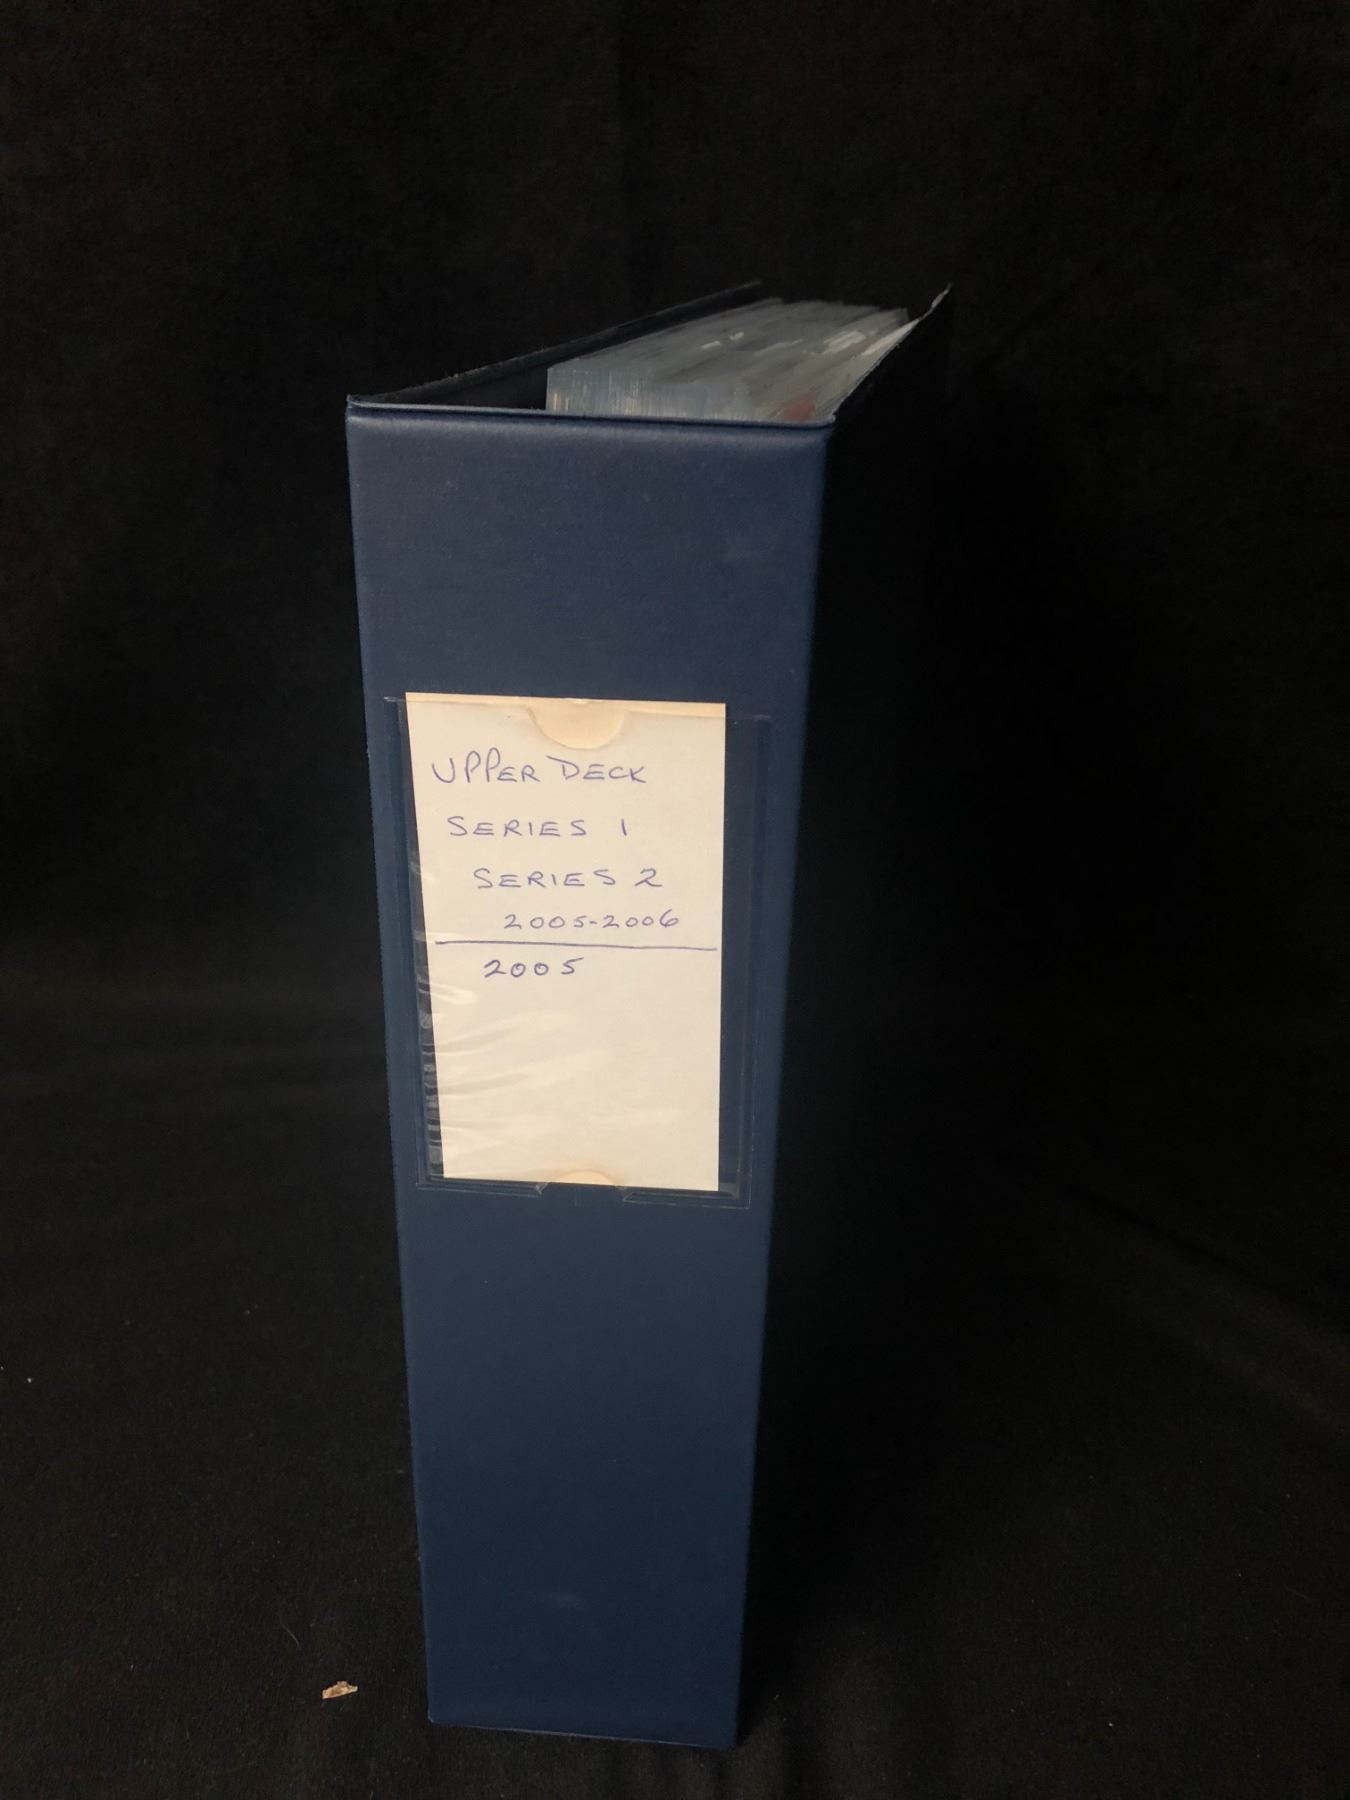 UPPER DECK
SERIES 1
SERIES 2
2005-2006
2005